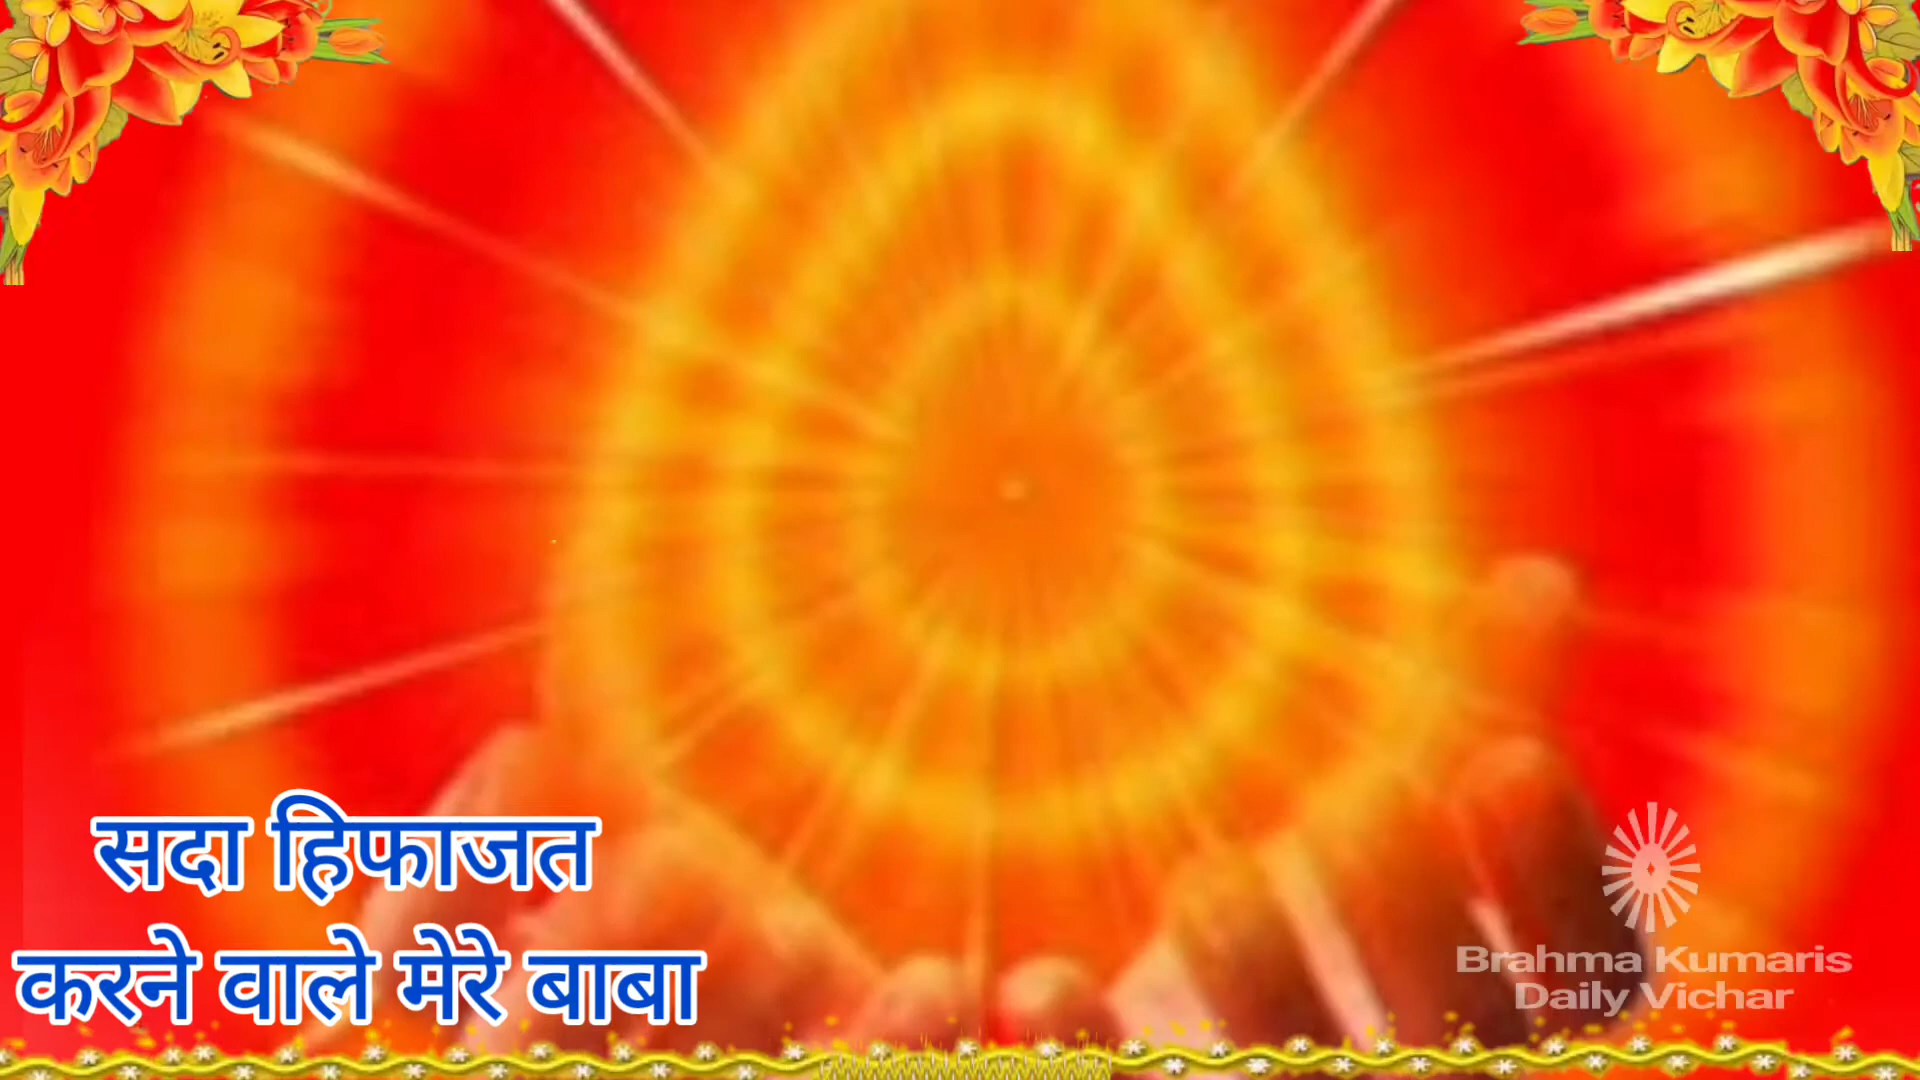 सदा हिफाजत
करने वाले मेरे बाबा
Brahma Kumaris
Daily Vichar